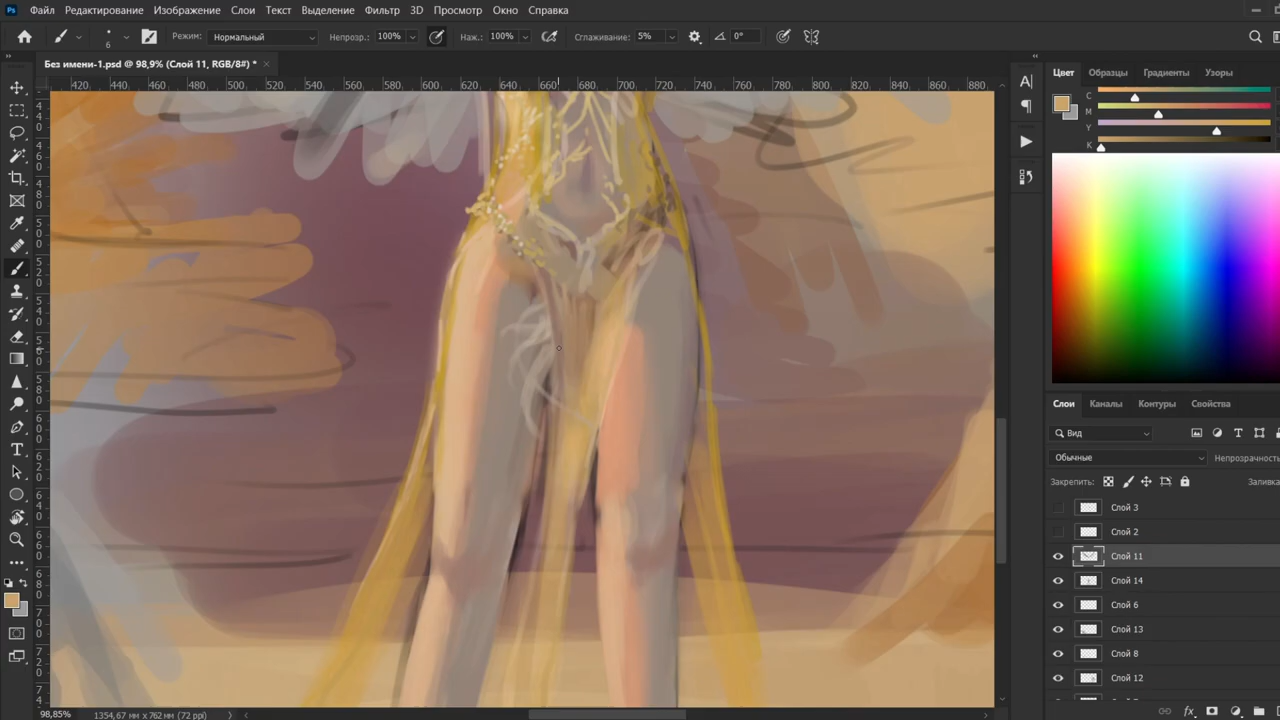 Ps Файл Редактирование Изображение Слои Текст Выделение Фильтр 3D Просмотр Окно Справка
6 Режим: Нормальный Непрозр.: 100% Наж.: 100% Сглаживание: 5% 0°
Без имени-1.psd @ 98,9% (Слой 11, RGB/8#) *
420 440 460 480 500 520 540 560 580 600 620 640 660 680 700 720 740 760 780 800 820 840 860 880
Цвет Образцы Градиенты Узоры
C
M
Y
K
Слои Каналы Контуры Свойства
Вид
Обычные Непрозрачность
Закрепить: Заливка
Слой 3
Слой 2
Слой 11
Слой 14
Слой 6
Слой 13
Слой 8
Слой 12
98,85% 1354,67 мм x 762 мм (72 ppi)